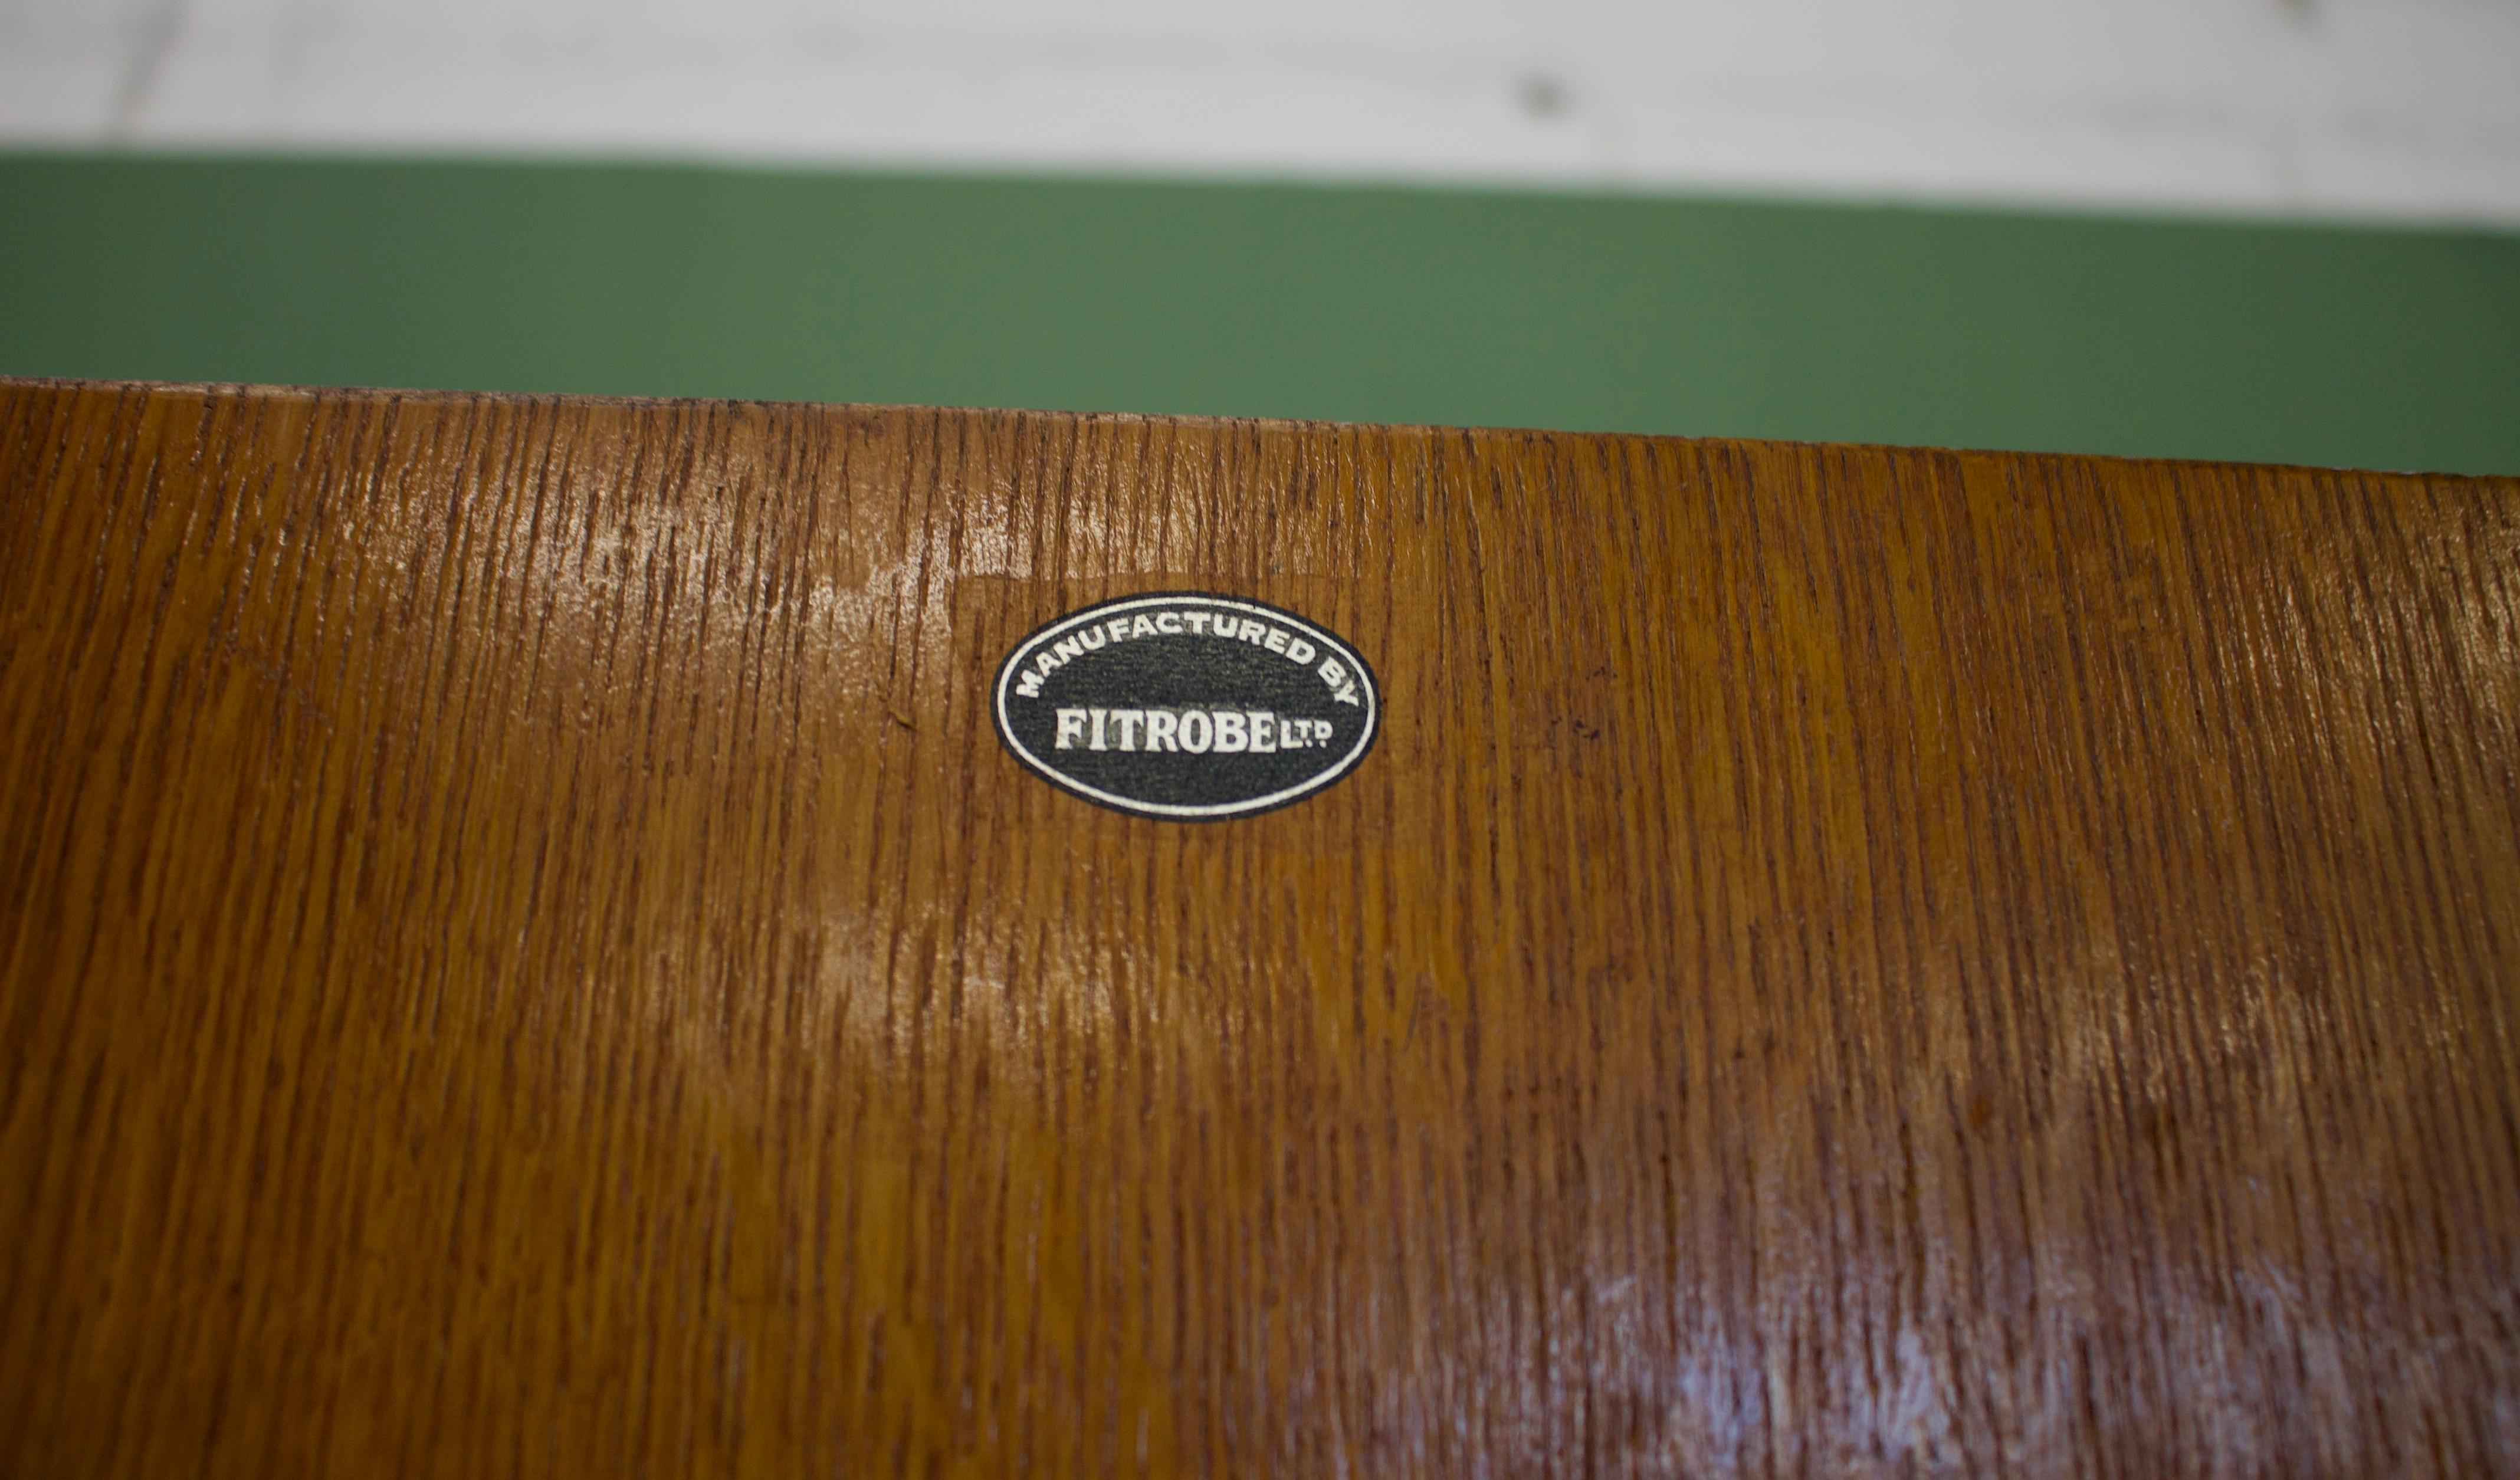 MANUFACTURED BY
FITROBE LTD.